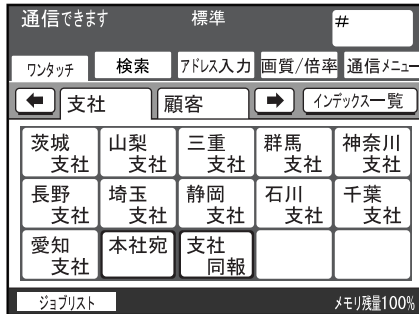 通信できます 標準 #
ワンタッチ 検索 アドレス入力 画質/倍率 通信メニュー
支社 顧客 インデックス一覧
茨城 山梨 三重 群馬 神奈川
支社 支社 支社 支社 支社
長野 埼玉 静岡 石川 千葉
支社 支社 支社 支社 支社
愛知 本社宛 支社
支社 同報
ジョブリスト メモリ残量100%